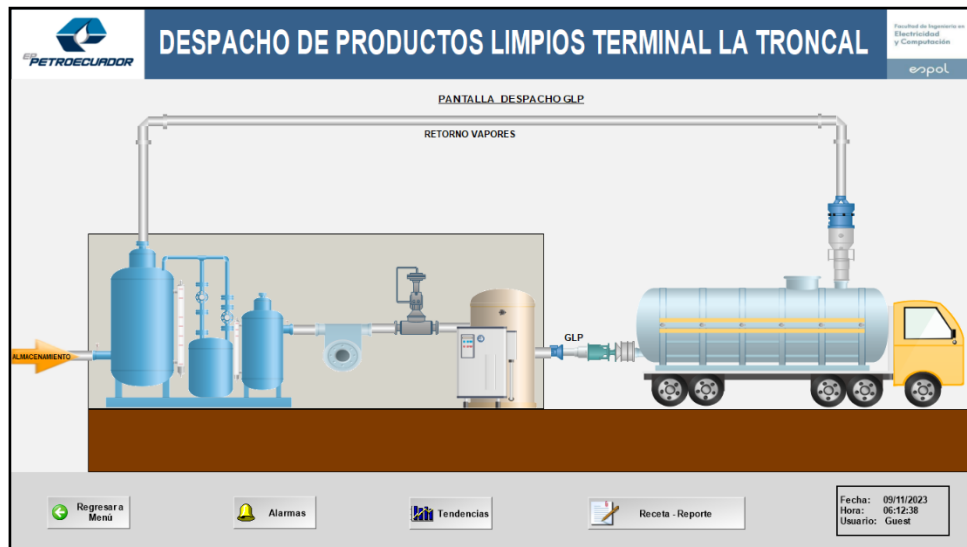 EP
PETROECUADOR
DESPACHO DE PRODUCTOS LIMPIOS TERMINAL LA TRONCAL
Facultad de Ingeniería en
Electricidad
y Computación
espol
PANTALLA DESPACHO GLP
RETORNO VAPORES
ALMACENAMIENTO
GLP
Regresar a
Menú
Alarmas
Tendencias
Receta - Reporte
Fecha: 09/11/2023
Hora: 06:12:38
Usuario: Guest